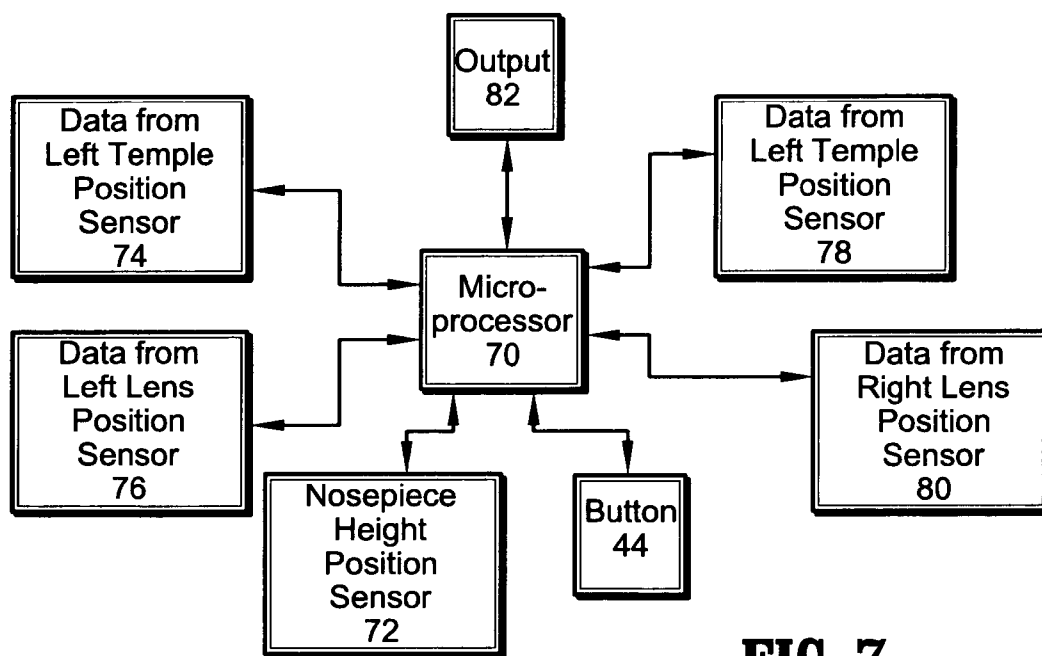 Output
82
Data from
Left Temple
Position
Sensor
74
Data from
Left Temple
Position
Sensor
78
Micro-
processor
70
Data from
Left Lens
Position
Sensor
76
Data from
Right Lens
Position
Sensor
80
Nosepiece
Height
Position
Sensor
72
Button
44
FIG. 7